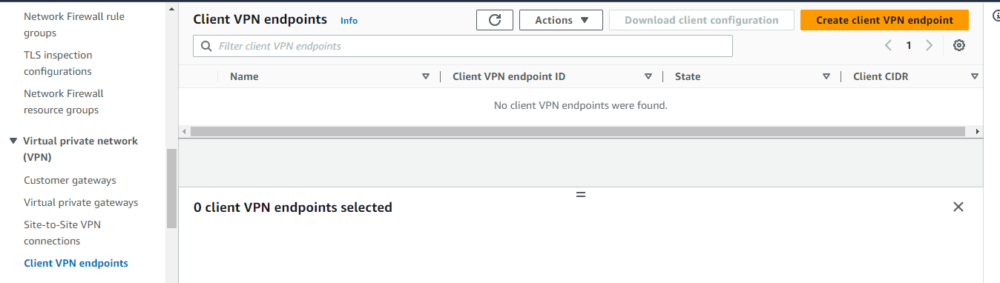 Network Firewall rule
groups
TLS inspection
configurations
Network Firewall
resource groups
Virtual private network
(VPN)
Customer gateways
Virtual private gateways
Site-to-Site VPN
connections
Client VPN endpoints
Client VPN endpoints Info Actions Download client configuration Create client VPN endpoint
Filter client VPN endpoints 1
Name Client VPN endpoint ID State Client CIDR
No client VPN endpoints were found.
0 client VPN endpoints selected